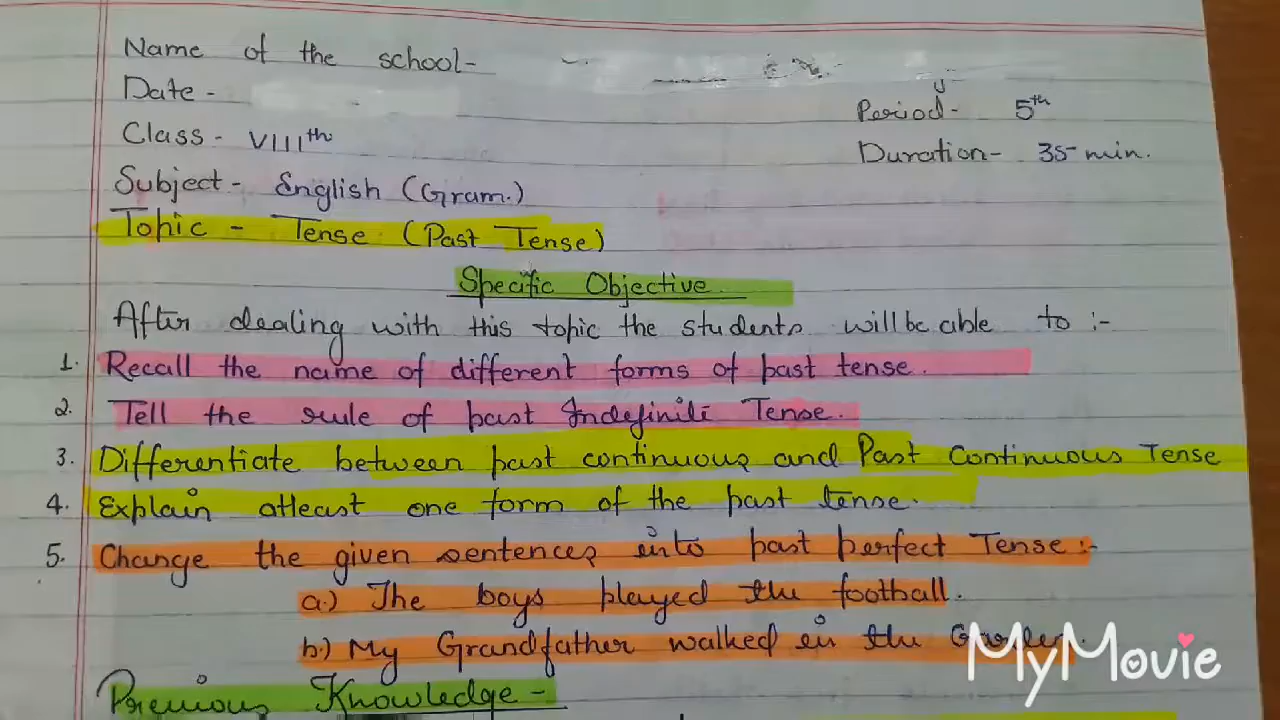 Name of the school-
Date -
Period - 5th
Class - VIIIth
Duration - 35 min.
Subject - English (Gram.)
Topic - Tense (Past Tense)
Specific Objective
After dealing with this topic the students will be able to :-
1. Recall the name of different forms of past tense.
2. Tell the rule of past Indefinite Tense.
3. Differentiate between past continuous and Past Continuous Tense
4. Explain atleast one form of the past tense.
5. Change the given sentences into past perfect Tense :-
a.) The boys played the football.
b.) My Grandfather walked in the
MyMovie
Previous Knowledge -